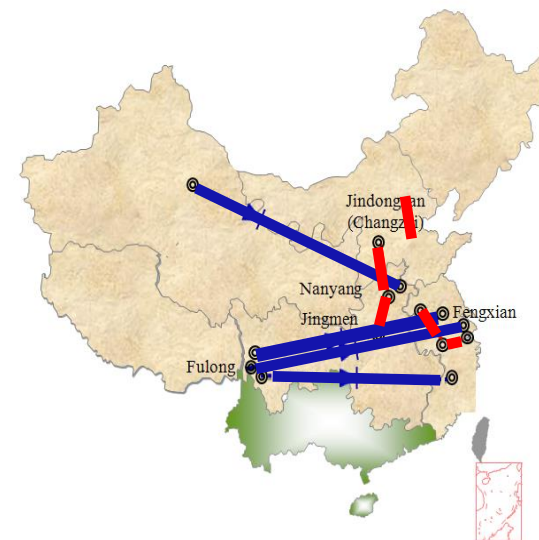 Jindongnan
(Changzhi)
Nanyang
Jingmen
Fengxian
Fulong